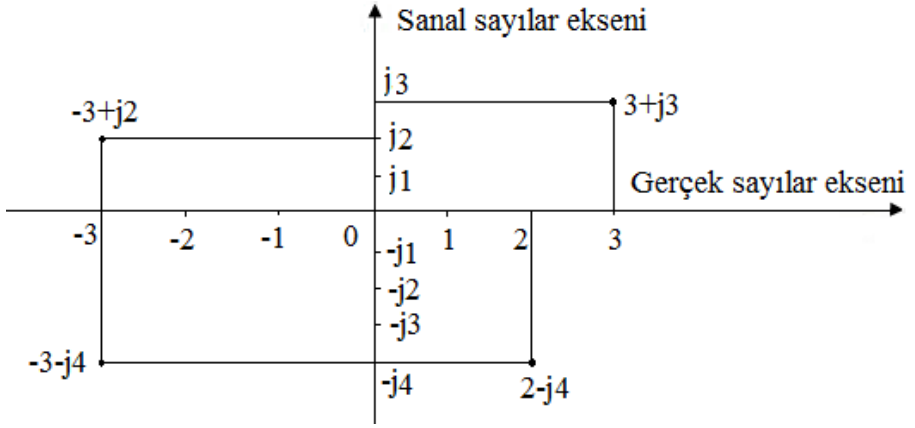 Sanal sayılar ekseni
j3
-3+j2
3+j3
j2
j1
Gerçek sayılar ekseni
-3
-2
-1
0
1
2
3
-j1
-j2
-j3
-3-j4
-j4
2-j4